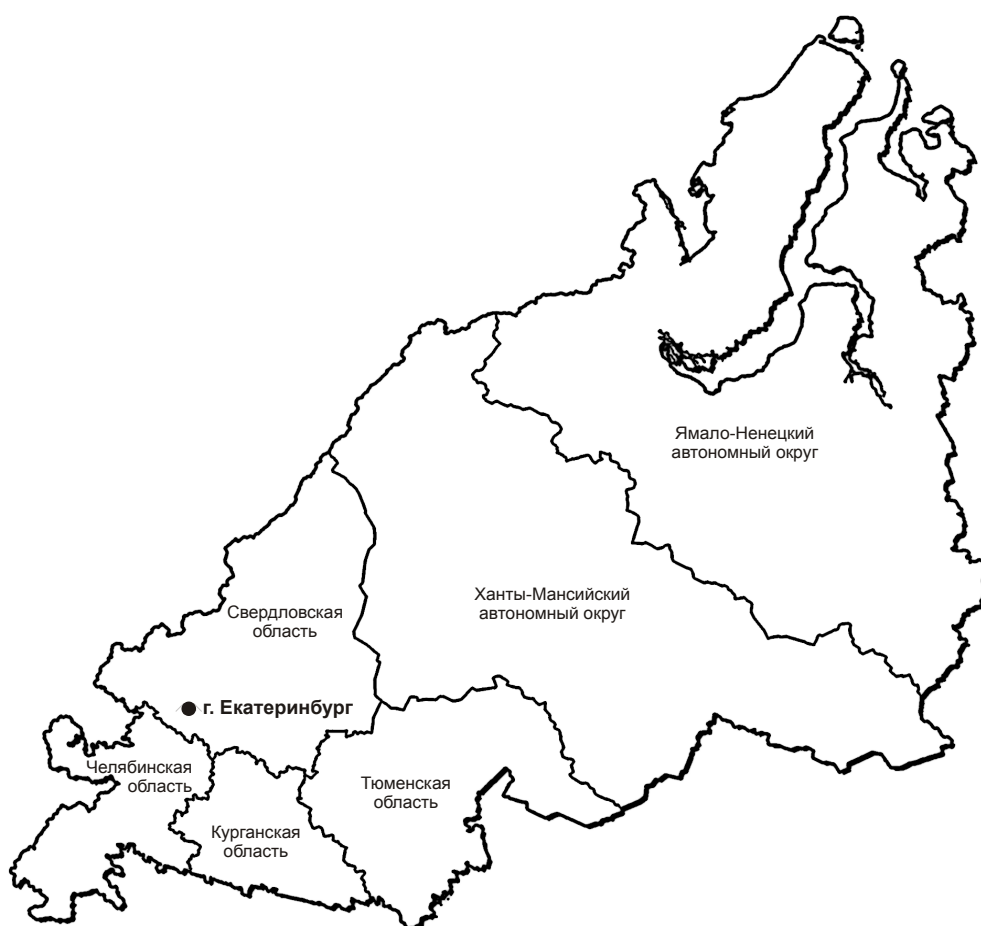 Ямало-Ненецкий
автономный округ
Ханты-Мансийский
автономный округ
Свердловская
область
г. Екатеринбург
Челябинская
область
Тюменская
область
Курганская
область